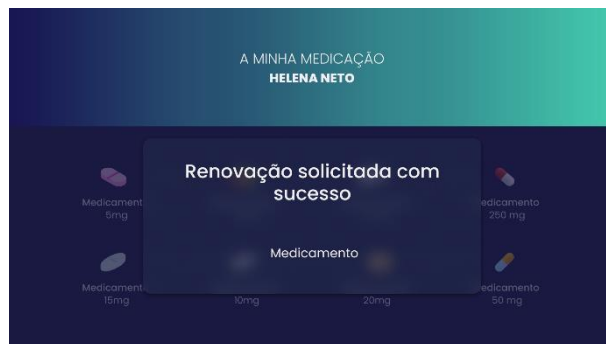 A MINHA MEDICAÇÃO
HELENA NETO
Renovação solicitada com
sucesso
Medicamento
Medicament
5mg
edicamento
250 mg
Medicament
15mg
10mg
20mg
edicamento
50 mg